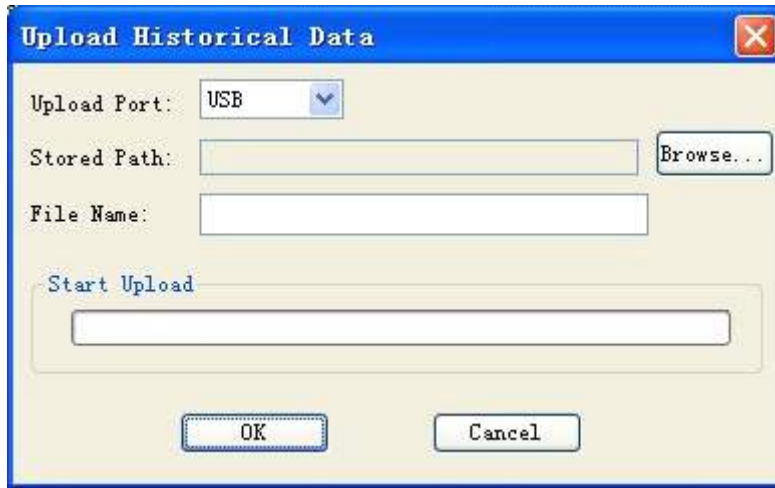 Upload Historical Data
Upload Port: USB
Stored Path: Browse...
File Name:
Start Upload
OK Cancel